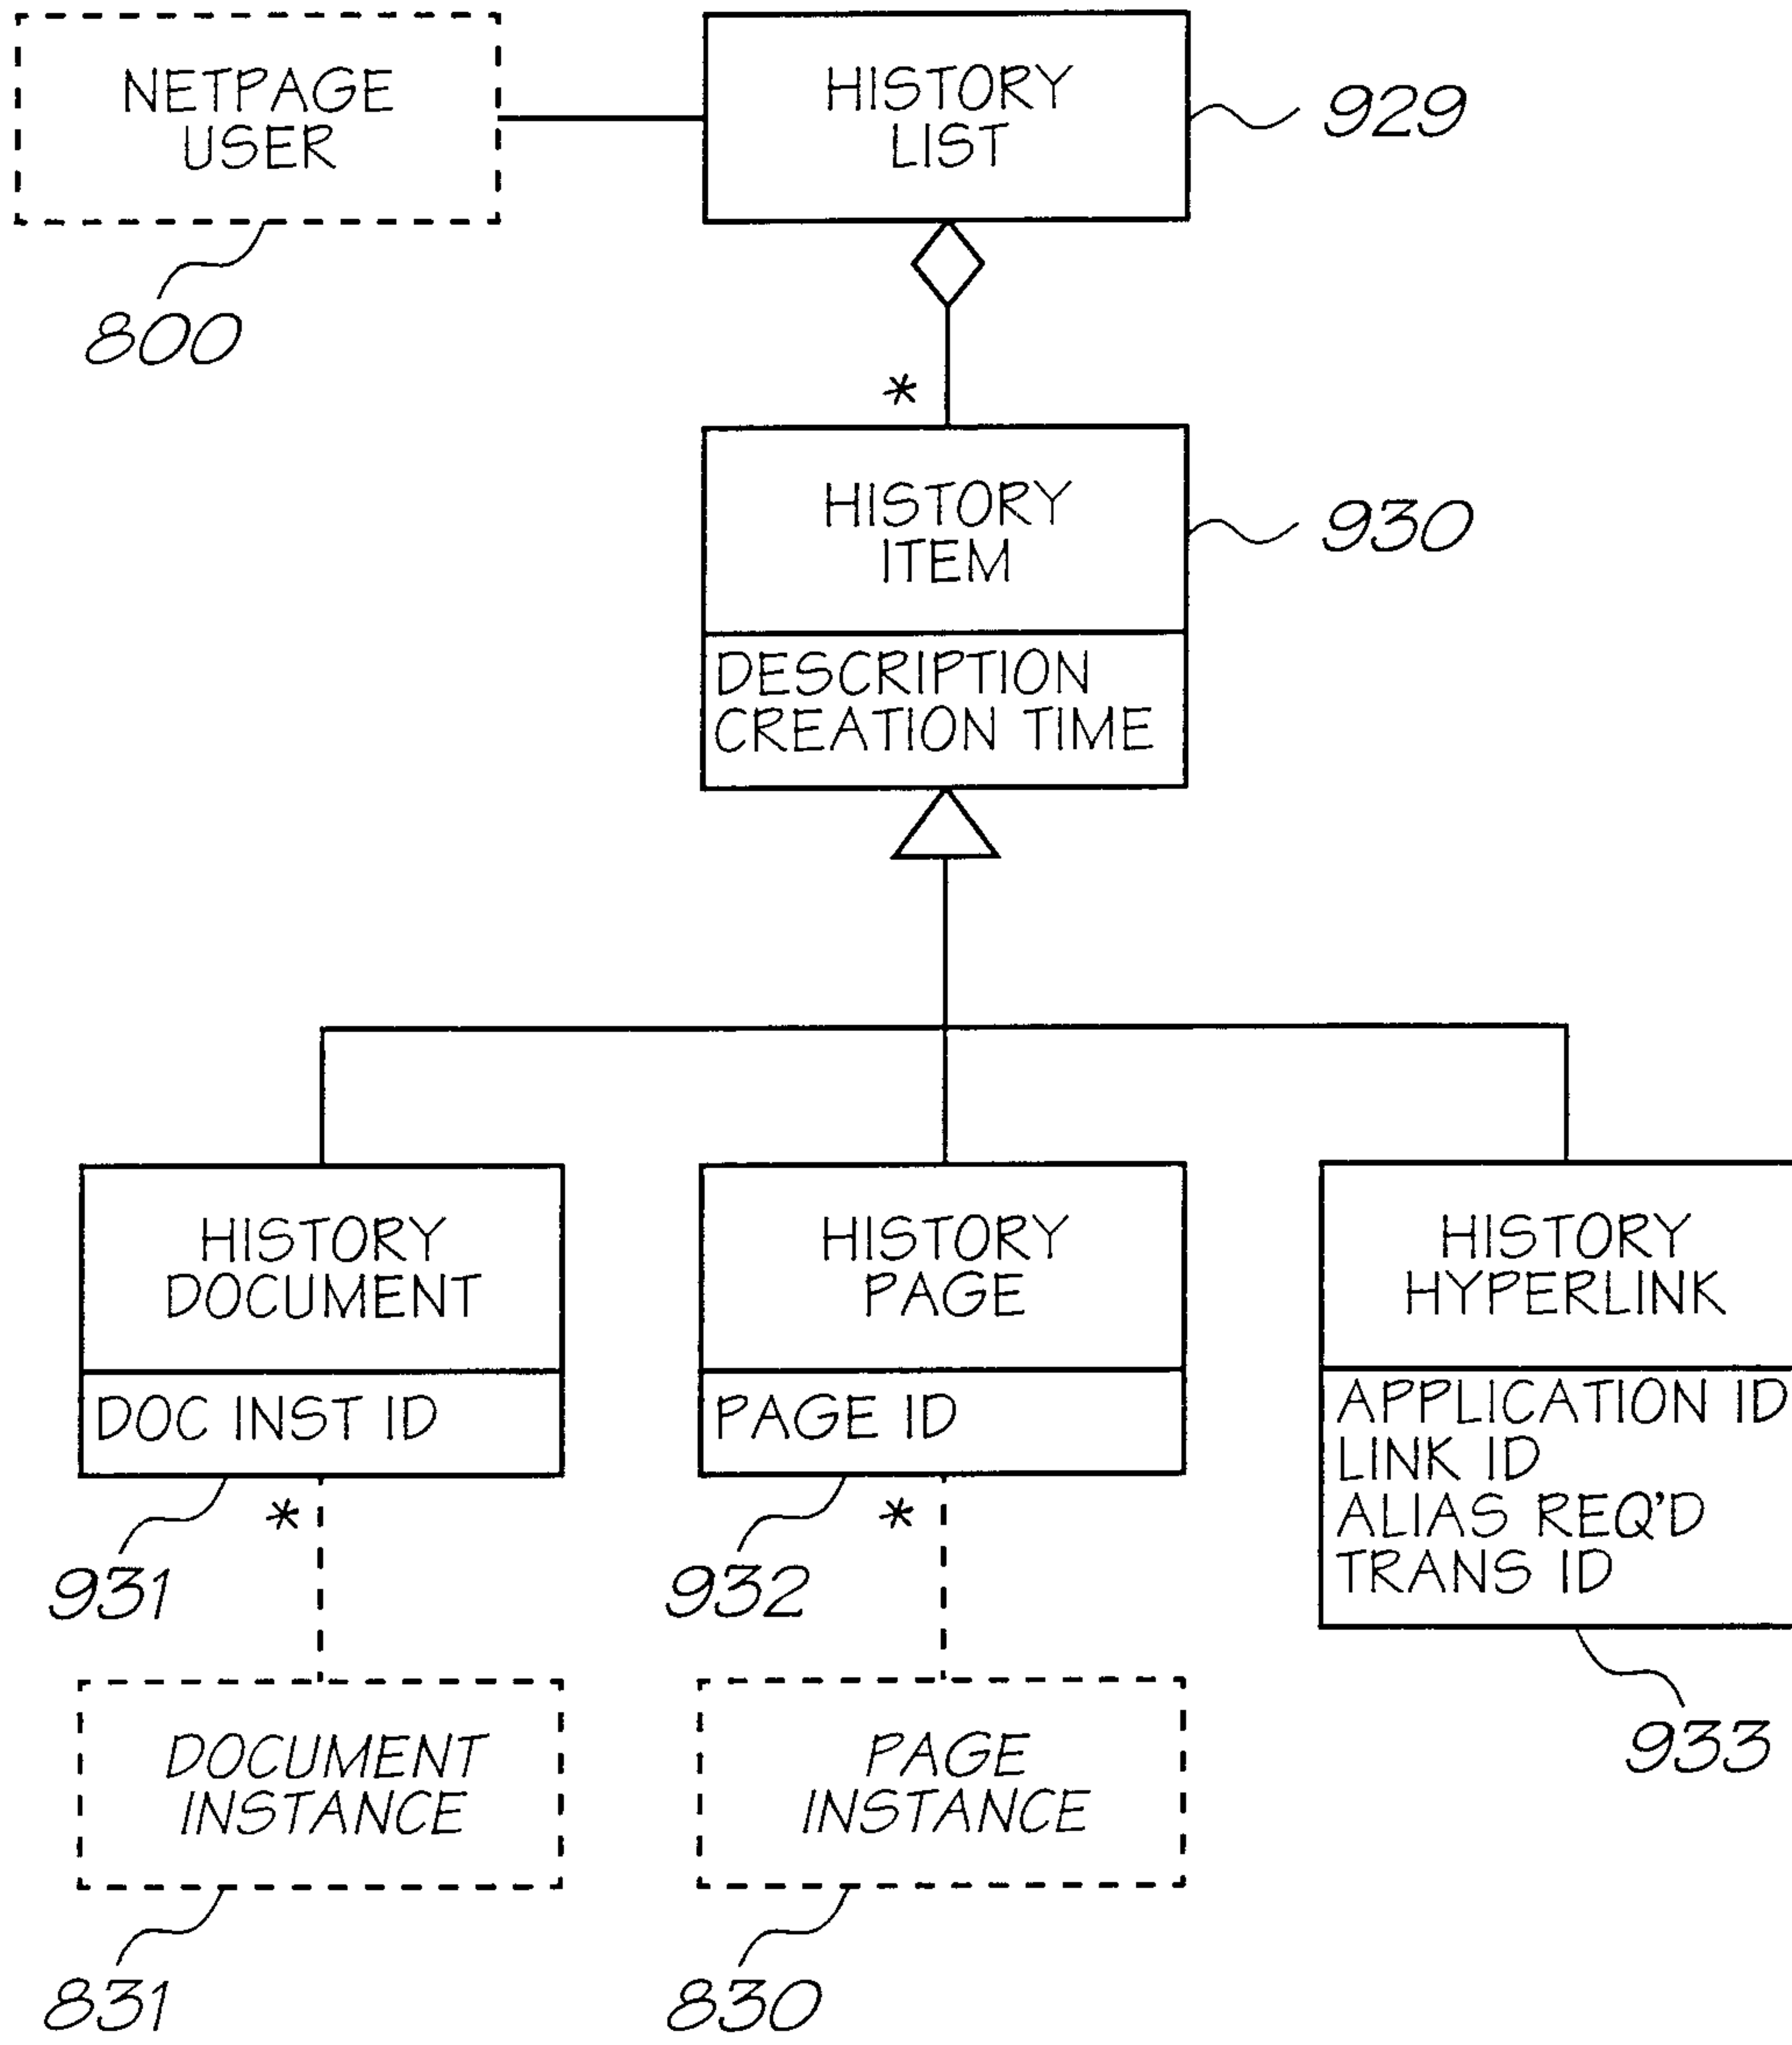 NETPAGE
USER
800
HISTORY
LIST
929
*
HISTORY
ITEM
930
DESCRIPTION
CREATION TIME
HISTORY
DOCUMENT
DOC INST ID
931
*
HISTORY
PAGE
PAGE ID
932
*
HISTORY
HYPERLINK
APPLICATION ID
LINK ID
ALIAS REQ'D
TRANS ID
933
DOCUMENT
INSTANCE
831
PAGE
INSTANCE
830